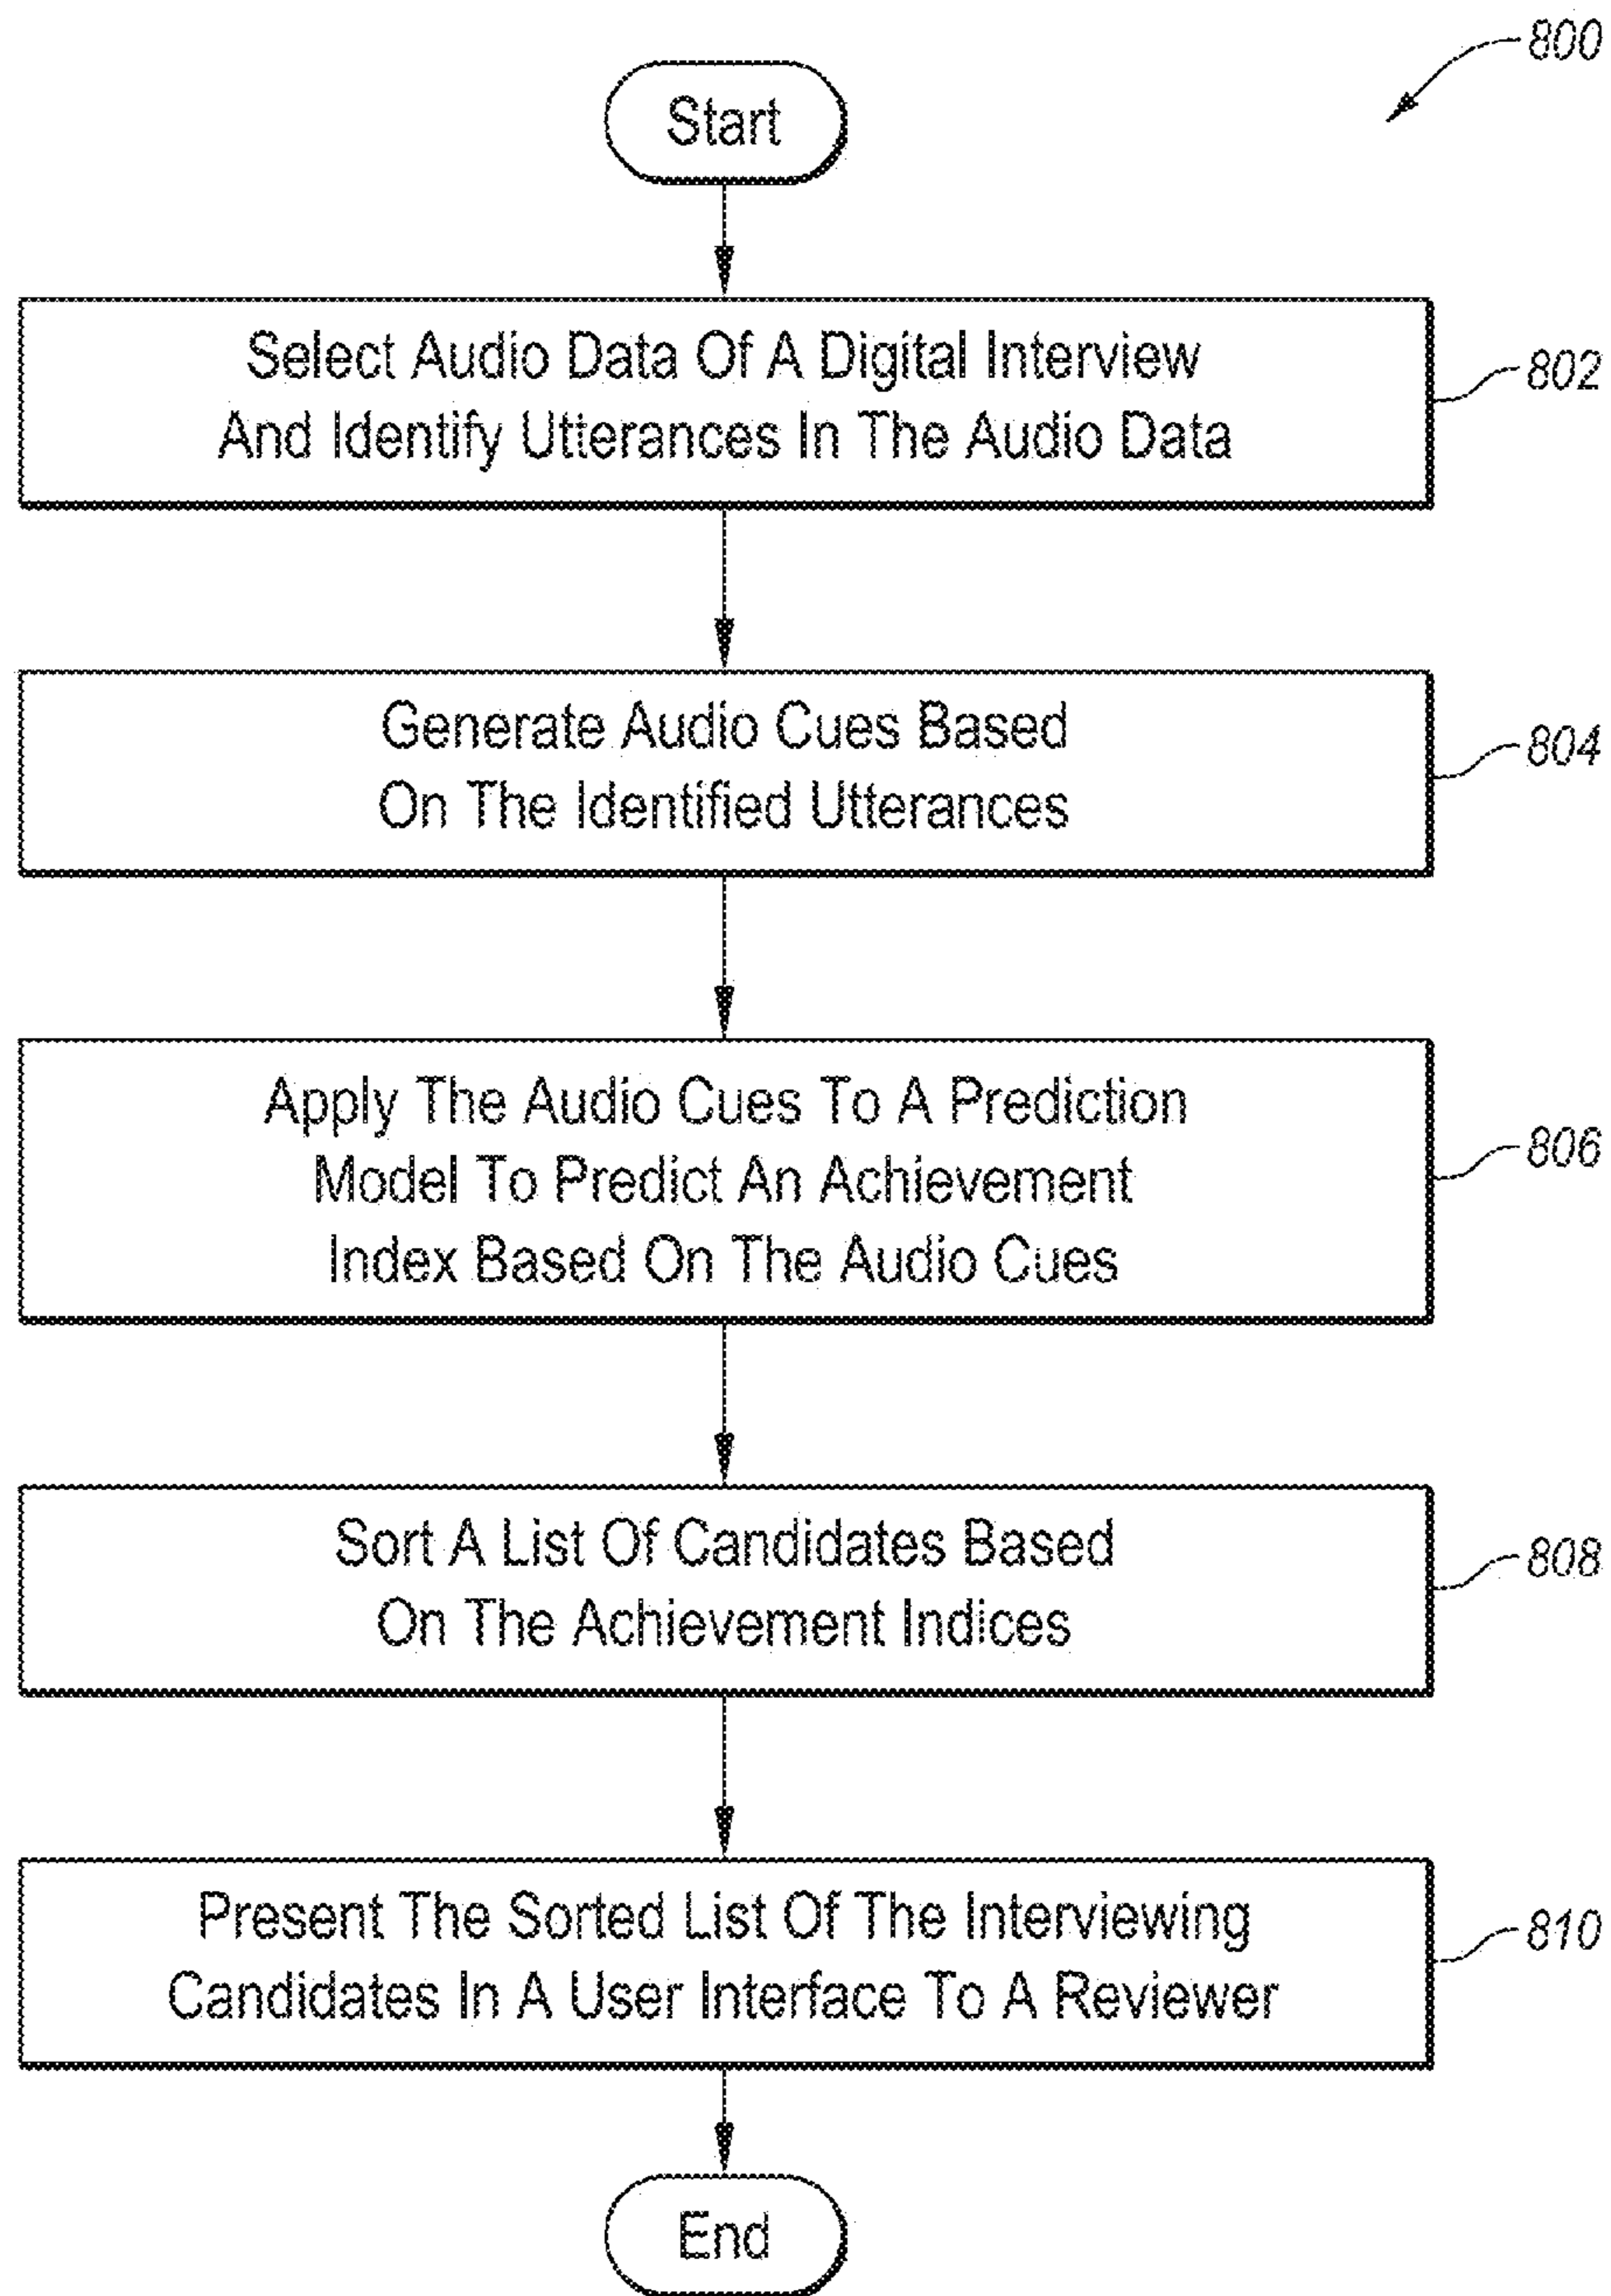 800
Start
Select Audio Data Of A Digital Interview
And Identify Utterances In The Audio Data
802
Generate Audio Cues Based
On The Identified Utterances
804
Apply The Audio Cues To A Prediction
Model To Predict An Achievement
Index Based On The Audio Cues
806
Sort A List Of Candidates Based
On The Achievement Indices
808
Present The Sorted List Of The Interviewing
Candidates In A User Interface To A Reviewer
810
End